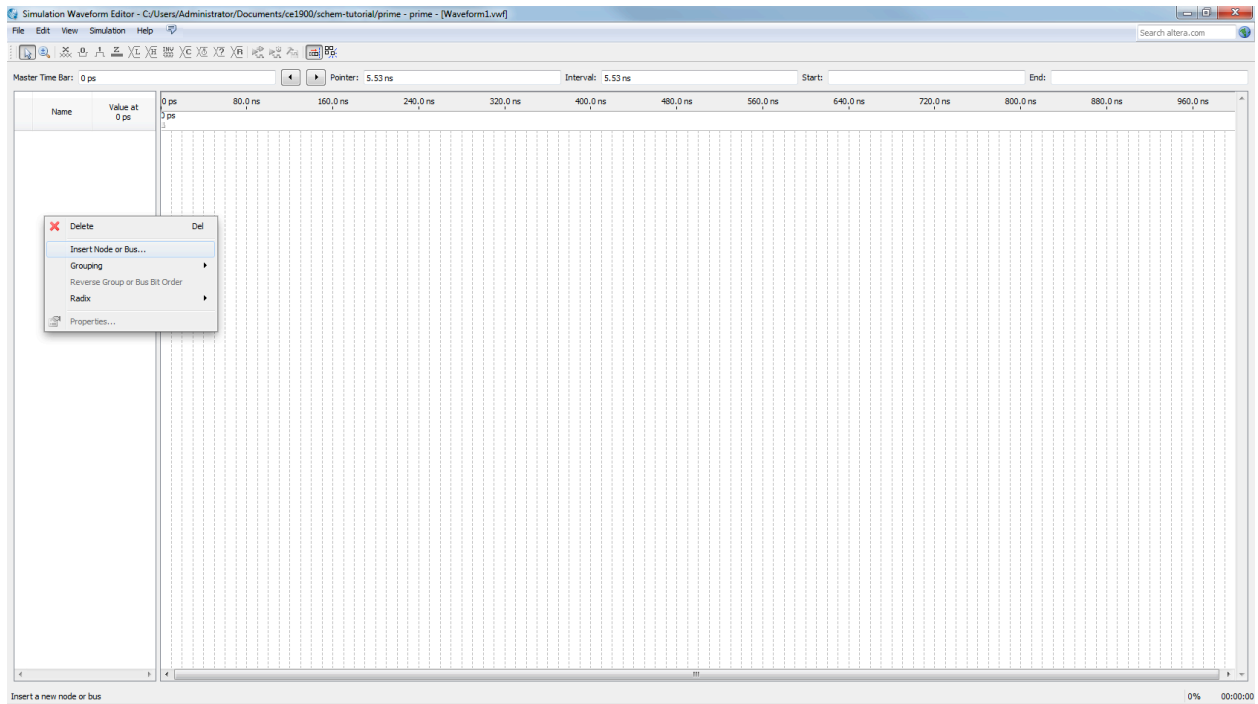 Simulation Waveform Editor - C:/Users/Administrator/Documents/ce1900/schem-tutorial/prime - prime - [Waveform1.vwf]
File Edit View Simulation Help
Search altera.com
Master Time Bar: 0 ps Pointer: 5.53 ns Interval: 5.53 ns Start: End:
Name Value at 0 ps
0 ps 80.0 ns 160.0 ns 240.0 ns 320.0 ns 400.0 ns 480.0 ns 560.0 ns 640.0 ns 720.0 ns 800.0 ns 880.0 ns 960.0 ns
0 ps
Delete Del
Insert Node or Bus...
Grouping
Reverse Group or Bus Bit Order
Radix
Properties...
Insert a new node or bus 0% 00:00:00